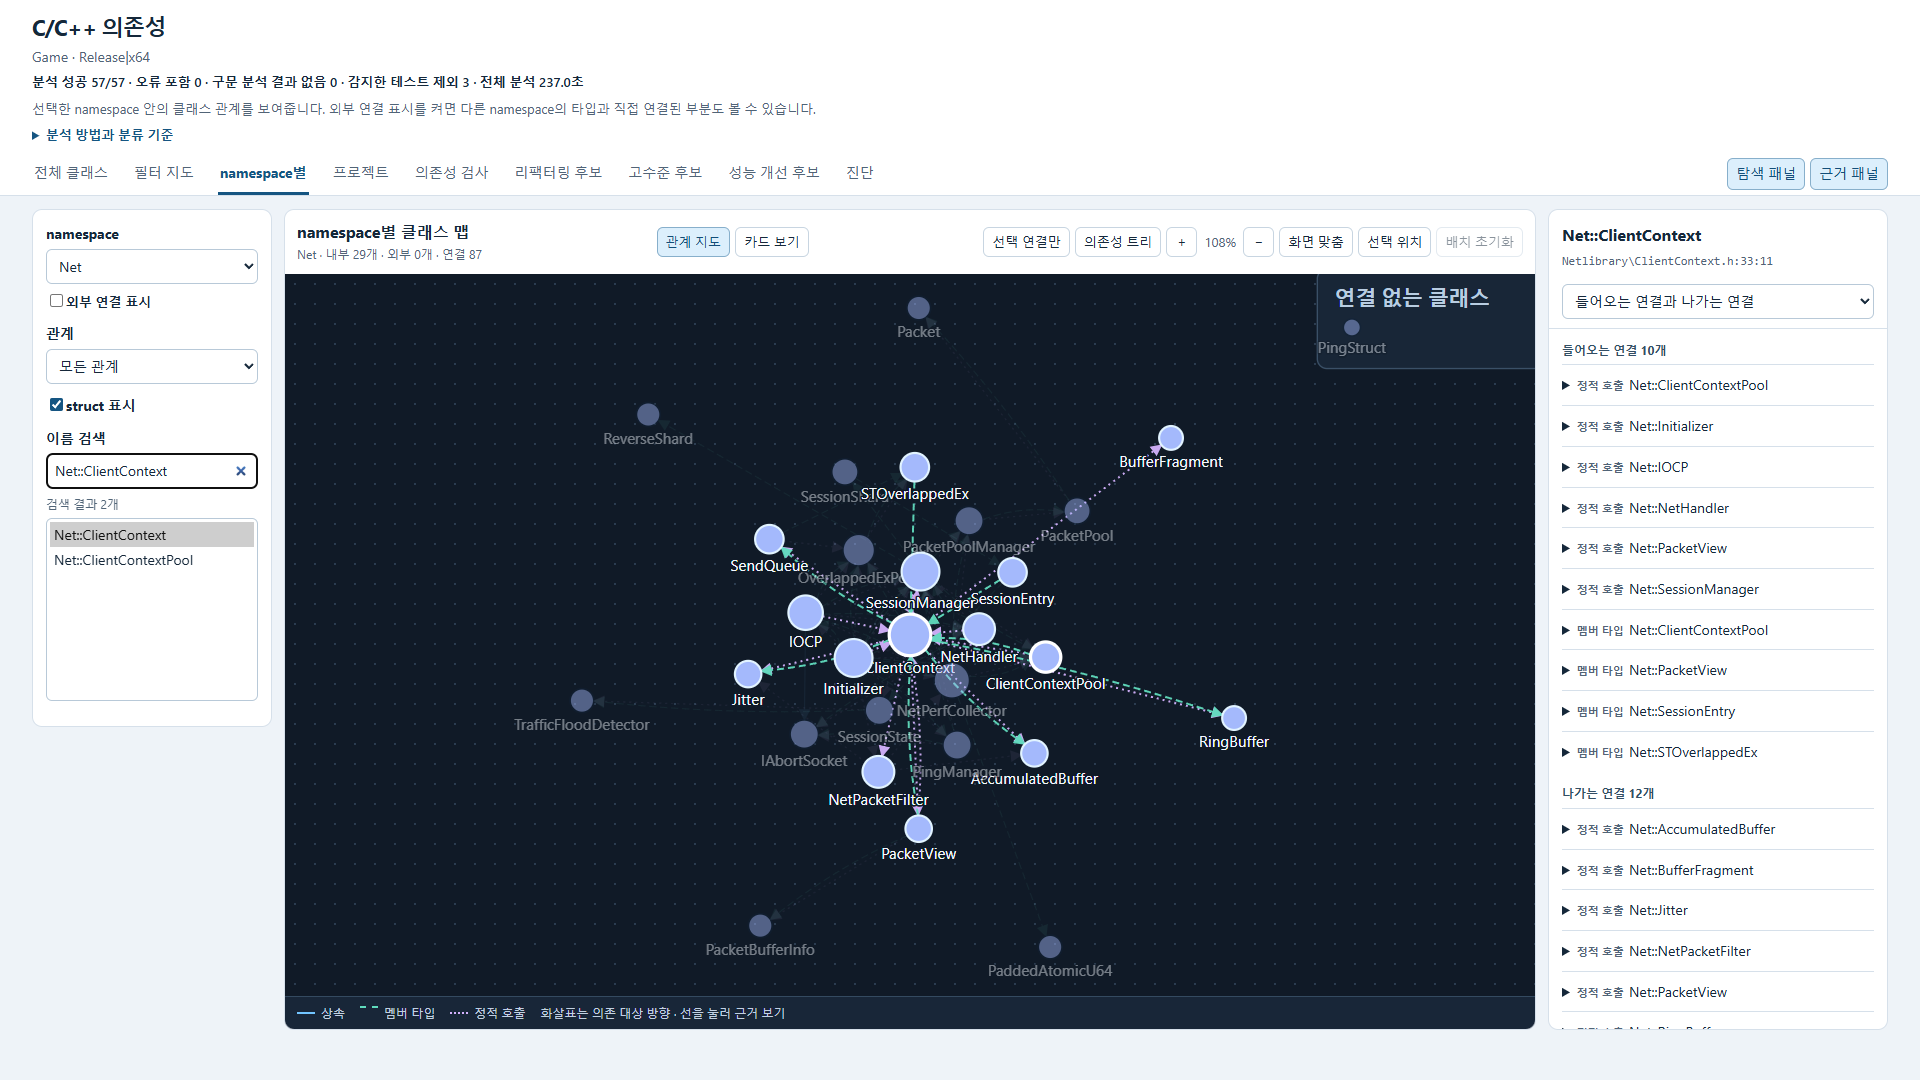 C/C++ 의존성
Game · Release|x64
분석 성공 57/57 · 오류 포함 0 · 구문 분석 결과 없음 0 · 감지한 테스트 제외 3 · 전체 분석 237.0초
선택한 namespace 안의 클래스 관계를 보여줍니다. 외부 연결 표시를 켜면 다른 namespace의 타입과 직접 연결된 부분도 볼 수 있습니다.
▶ 분석 방법과 분류 기준
전체 클래스 필터 지도 namespace별 프로젝트 의존성 검사 리팩터링 후보 고수준 후보 성능 개선 후보 진단
탐색 패널 근거 패널
namespace
Net
외부 연결 표시
관계
모든 관계
struct 표시
이름 검색
Net::ClientContext
검색 결과 2개
Net::ClientContext
Net::ClientContextPool
namespace별 클래스 맵
Net · 내부 29개 · 외부 0개 · 연결 87
관계 지도 카드 보기
선택 연결만 의존성 트리 + 108% − 화면 맞춤 선택 위치 배치 초기화
연결 없는 클래스
PingStruct
Packet
ReverseShard
BufferFragment
STOverlappedEx
PacketPool
PacketPoolManager
SendQueue
SessionManager
SessionEntry
IOCP
NetHandler
ClientContext
ClientContextPool
Initializer
Jitter
NetPerfCollector
TrafficFloodDetector
SessionState
RingBuffer
IAbortSocket
PingManager
AccumulatedBuffer
NetPacketFilter
PacketView
PacketBufferInfo
PaddedAtomicU64
상속 멤버 타입 정적 호출 화살표는 의존 대상 방향 · 선을 눌러 근거 보기
Net::ClientContext
Netlibrary\ClientContext.h:33:11
들어오는 연결과 나가는 연결
들어오는 연결 10개
▶ 정적 호출 Net::ClientContextPool
▶ 정적 호출 Net::Initializer
▶ 정적 호출 Net::IOCP
▶ 정적 호출 Net::NetHandler
▶ 정적 호출 Net::PacketView
▶ 정적 호출 Net::SessionManager
▶ 멤버 타입 Net::ClientContextPool
▶ 멤버 타입 Net::PacketView
▶ 멤버 타입 Net::SessionEntry
▶ 멤버 타입 Net::STOverlappedEx
나가는 연결 12개
▶ 정적 호출 Net::AccumulatedBuffer
▶ 정적 호출 Net::BufferFragment
▶ 정적 호출 Net::Jitter
▶ 정적 호출 Net::NetPacketFilter
▶ 정적 호출 Net::PacketView